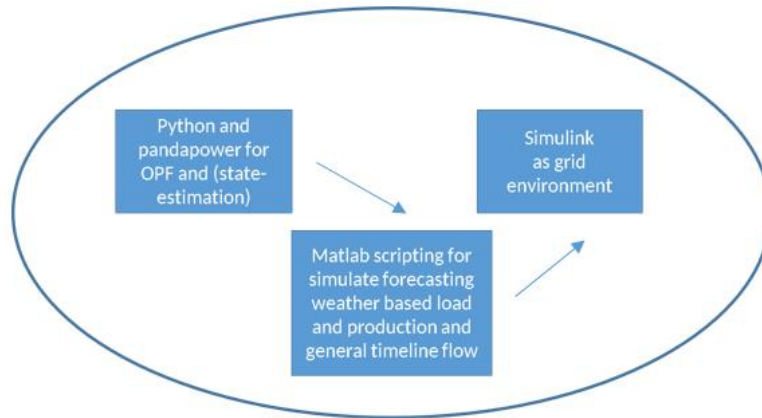 Python and
pandapower for
OPF and (state-
estimation)
Simulink
as grid
environment
Matlab scripting for
simulate forecasting
weather based load
and production and
general timeline flow